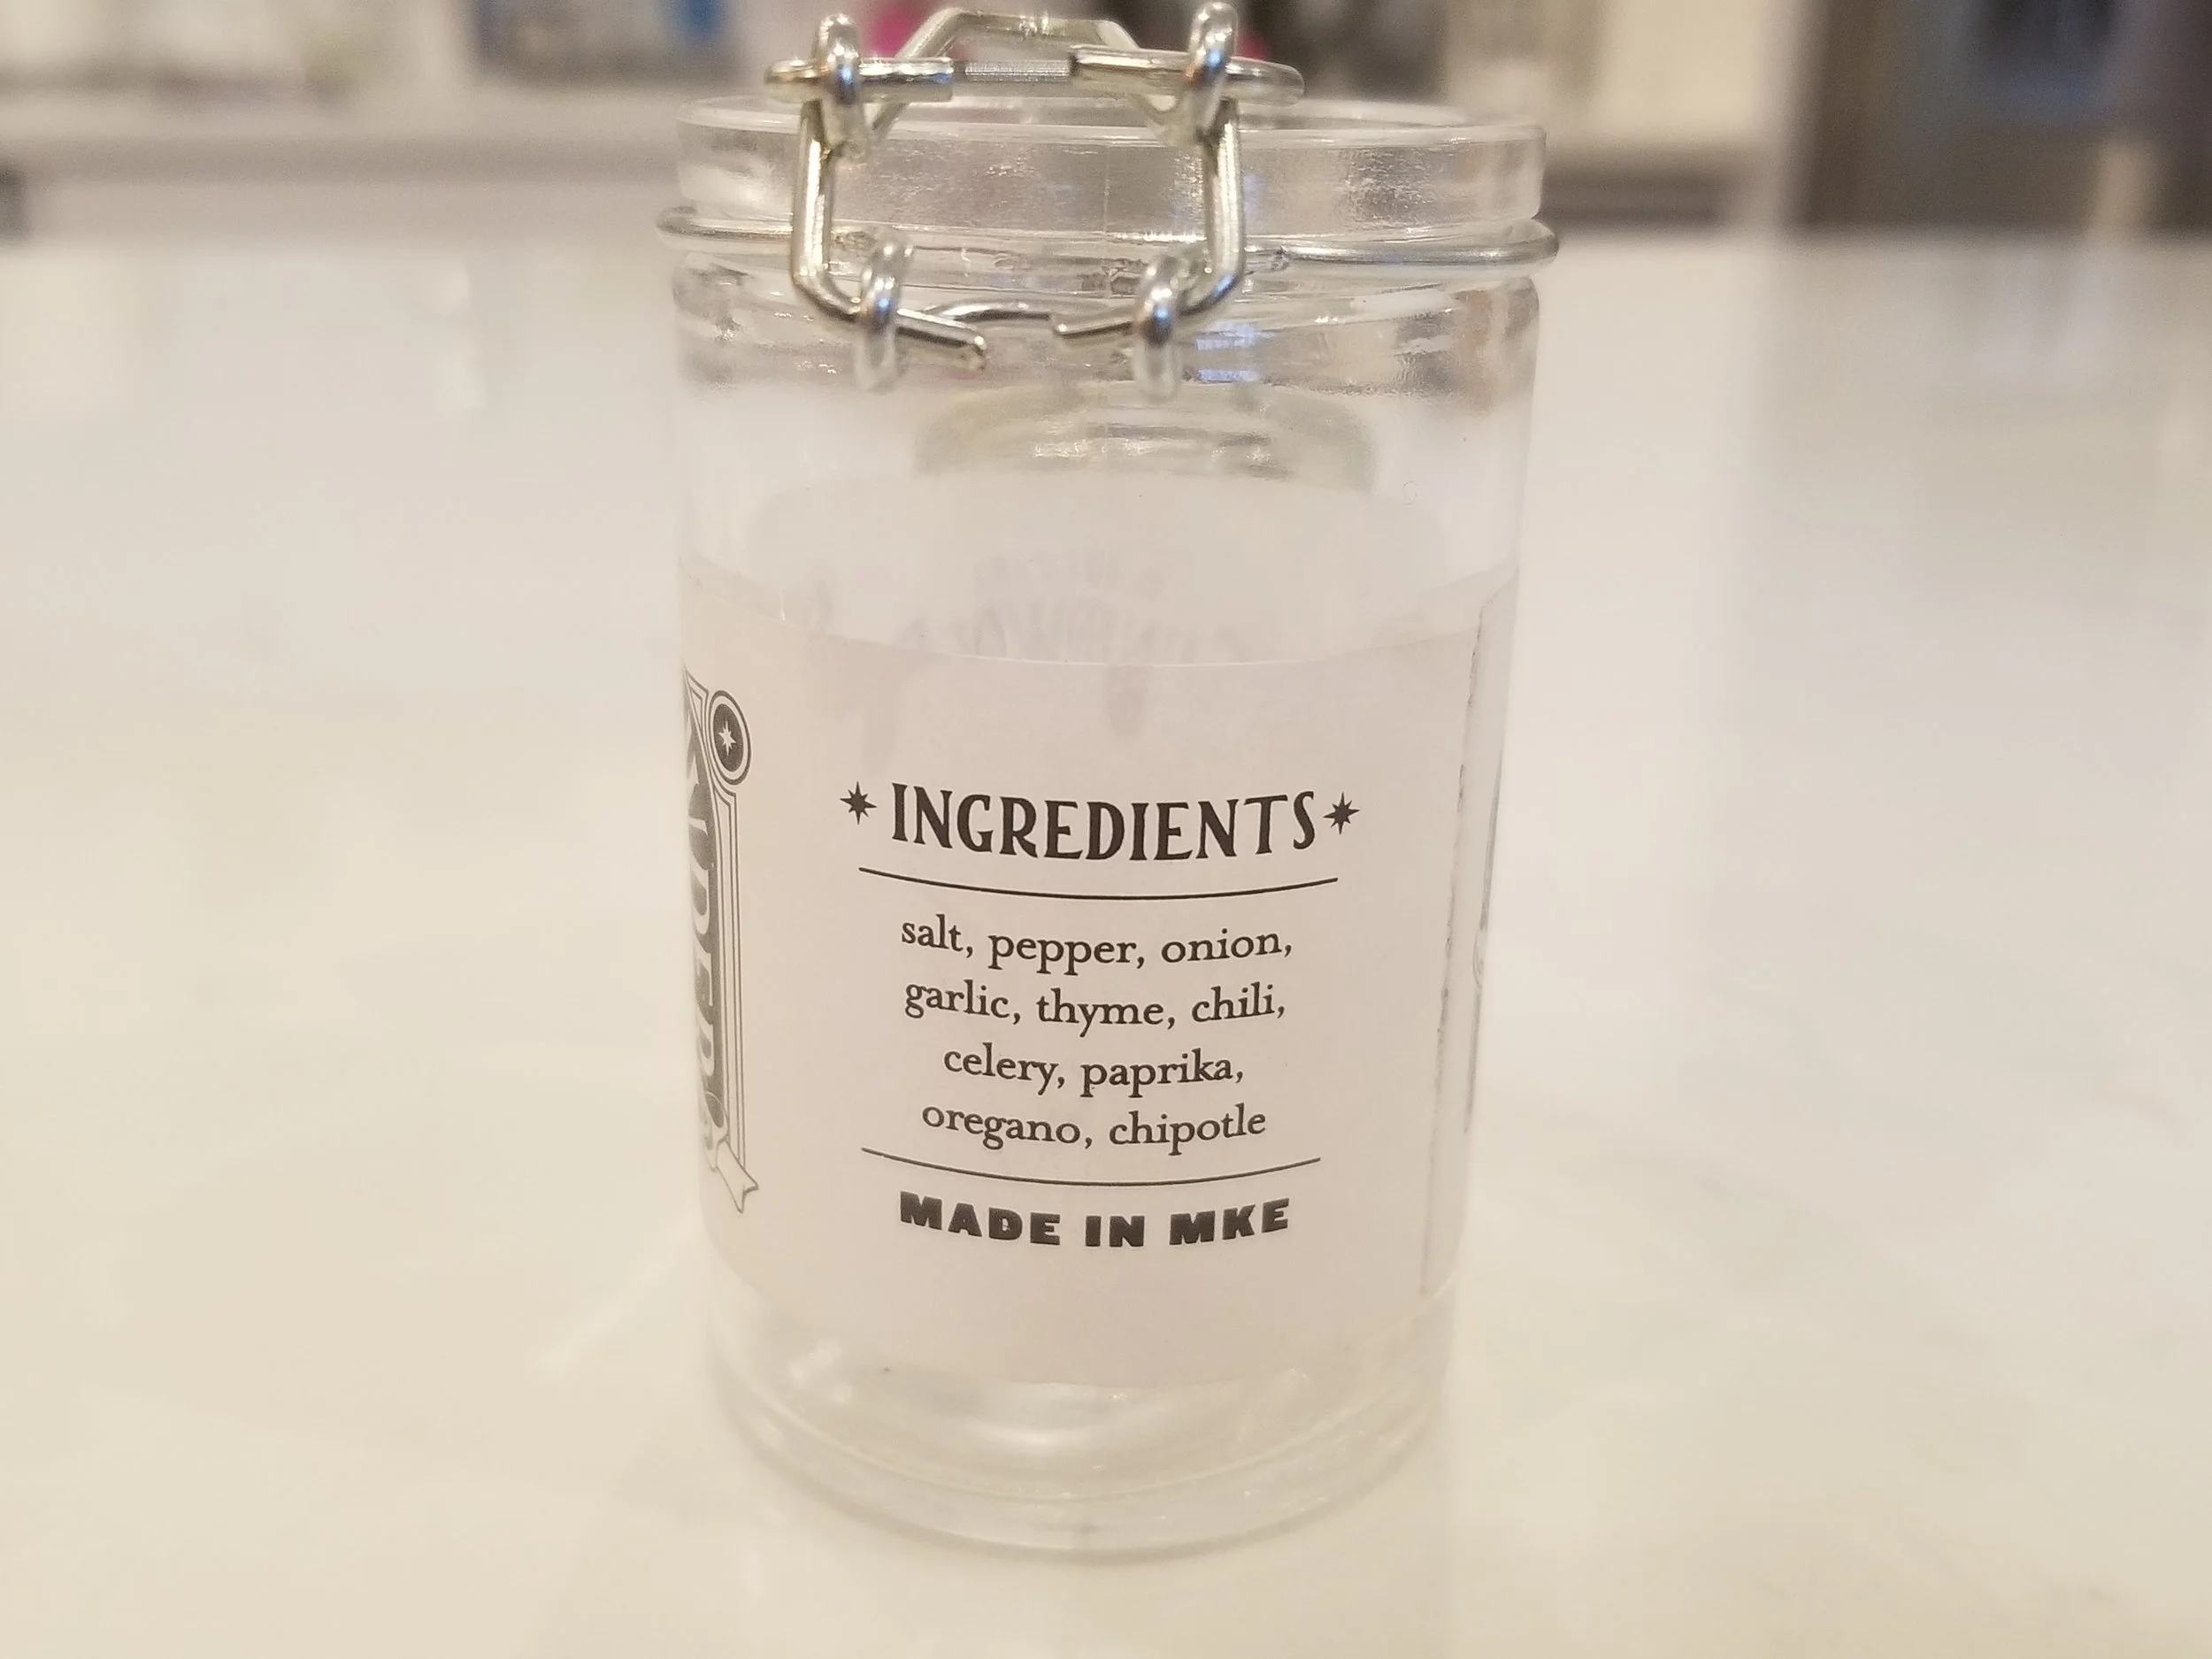 INGREDIENTS
salt, pepper, onion,
garlic, thyme, chili,
celery, paprika,
oregano, chipotle
MADE IN MKE